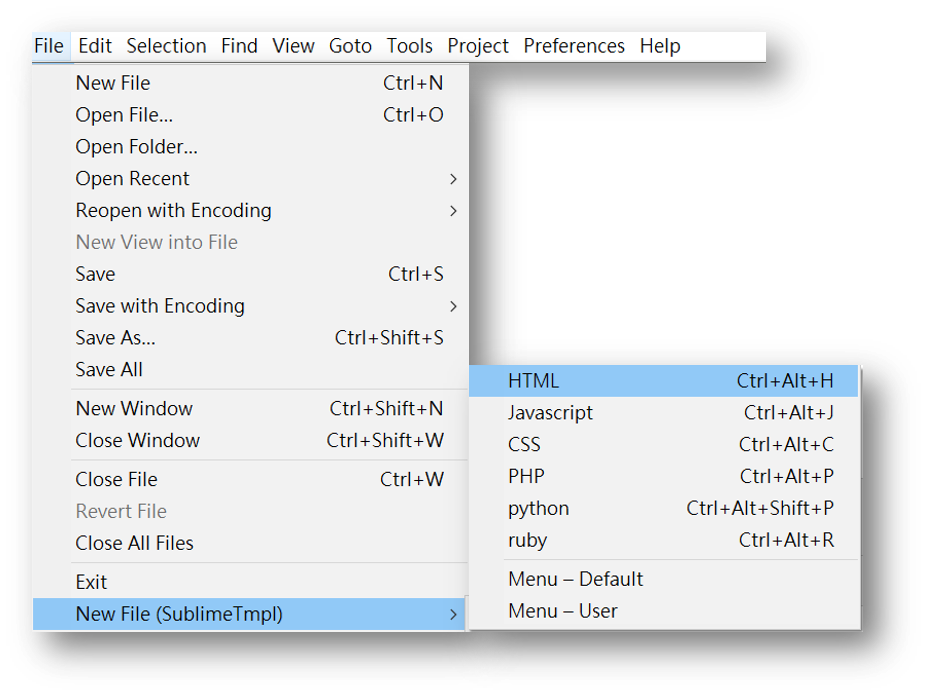 File Edit Selection Find View Goto Tools Project Preferences Help
New File Ctrl+N
Open File... Ctrl+O
Open Folder...
Open Recent >
Reopen with Encoding >
New View into File
Save Ctrl+S
Save with Encoding >
Save As... Ctrl+Shift+S
Save All
New Window Ctrl+Shift+N
Close Window Ctrl+Shift+W
Close File Ctrl+W
Revert File
Close All Files
Exit
New File (SublimeTmpl) >
HTML Ctrl+Alt+H
Javascript Ctrl+Alt+J
CSS Ctrl+Alt+C
PHP Ctrl+Alt+P
python Ctrl+Alt+Shift+P
ruby Ctrl+Alt+R
Menu – Default
Menu – User